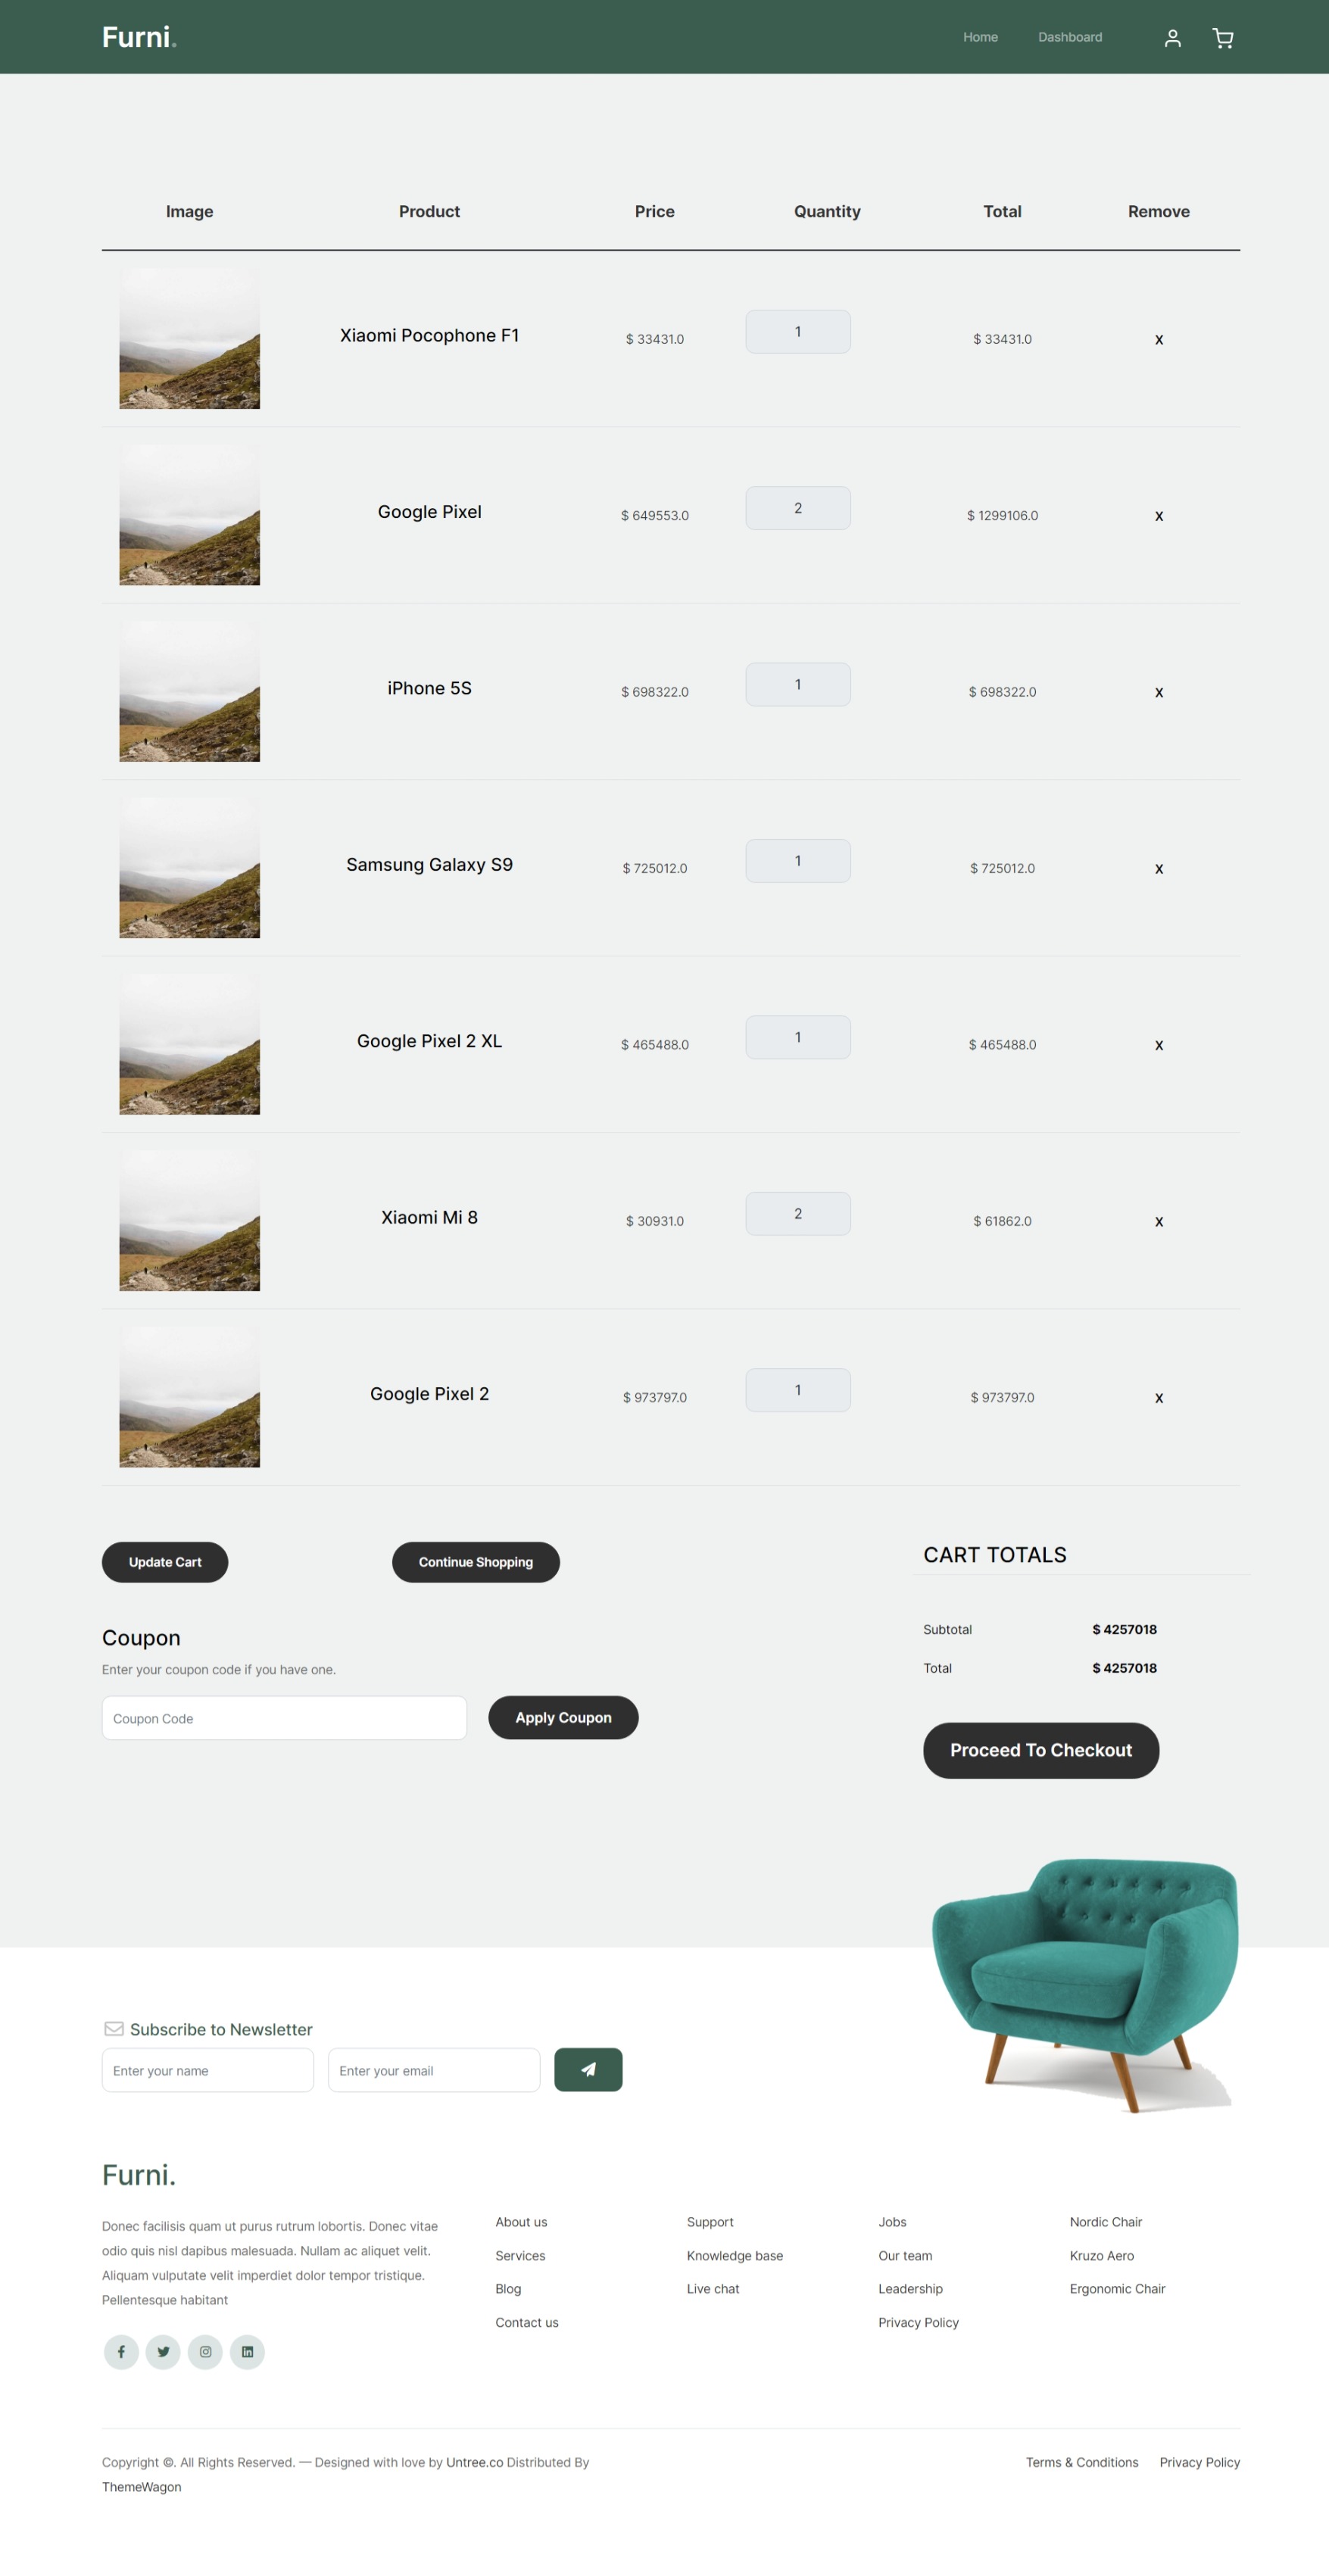 Furni.
Home Dashboard
Image Product Price Quantity Total Remove
Xiaomi Pocophone F1 $ 33431.0 1 $ 33431.0 x
Google Pixel $ 649553.0 2 $ 1299106.0 x
iPhone 5S $ 698322.0 1 $ 698322.0 x
Samsung Galaxy S9 $ 725012.0 1 $ 725012.0 x
Google Pixel 2 XL $ 465488.0 1 $ 465488.0 x
Xiaomi Mi 8 $ 30931.0 2 $ 61862.0 x
Google Pixel 2 $ 973797.0 1 $ 973797.0 x
Update Cart Continue Shopping
Coupon
Enter your coupon code if you have one.
Coupon Code Apply Coupon
CART TOTALS
Subtotal $ 4257018
Total $ 4257018
Proceed To Checkout
Subscribe to Newsletter
Enter your name Enter your email
Furni.
Donec facilisis quam ut purus rutrum lobortis. Donec vitae
odio quis nisl dapibus malesuada. Nullam ac aliquet velit.
Aliquam vulputate velit imperdiet dolor tempor tristique.
Pellentesque habitant
About us
Services
Blog
Contact us
Support
Knowledge base
Live chat
Jobs
Our team
Leadership
Privacy Policy
Nordic Chair
Kruzo Aero
Ergonomic Chair
Copyright ©. All Rights Reserved. — Designed with love by Untree.co Distributed By
ThemeWagon
Terms & Conditions Privacy Policy